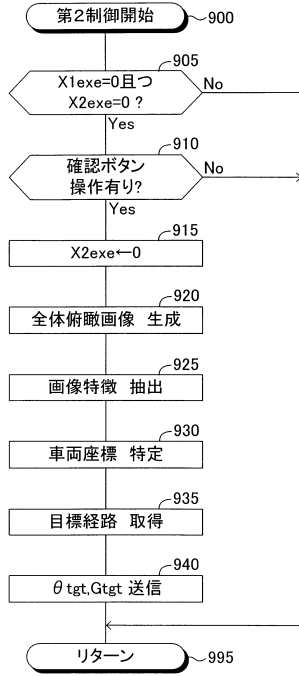 第2制御開始
900
905
X1exe=0且つ
X2exe=0 ?
No
Yes
910
確認ボタン
操作有り?
No
Yes
915
X2exe←0
920
全体俯瞰画像 生成
925
画像特徴 抽出
930
車両座標 特定
935
目標経路 取得
940
θtgt,Gtgt 送信
リターン
995